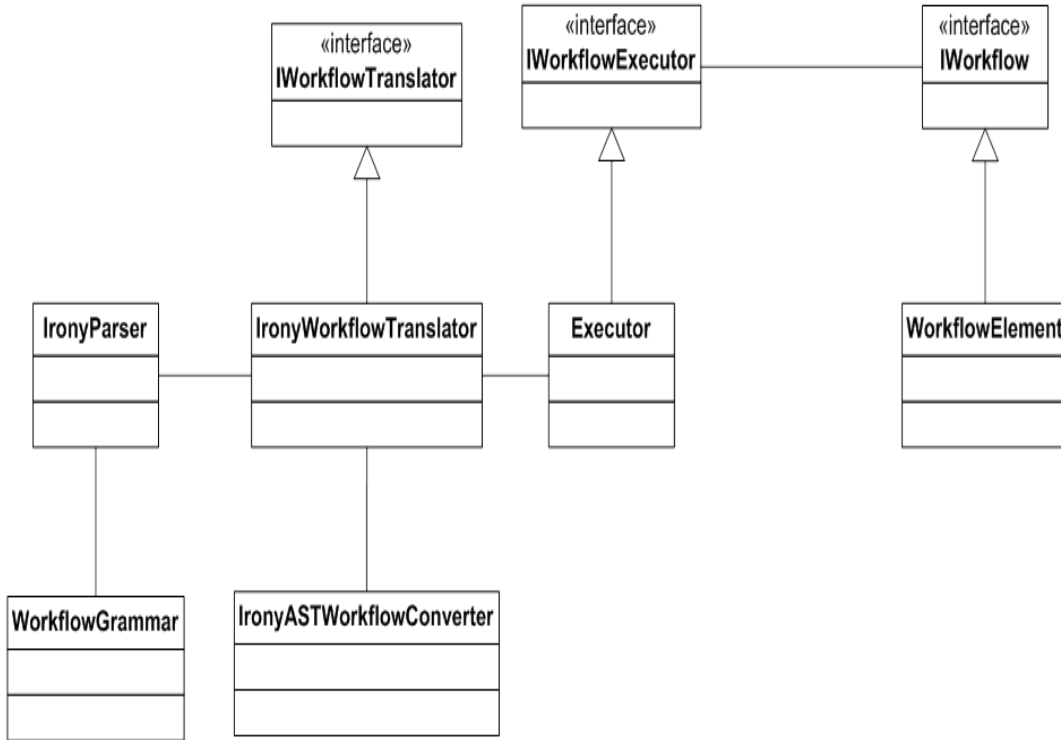 «interface»
IWorkflowTranslator
«interface»
IWorkflowExecutor
«interface»
IWorkflow
IronyParser
IronyWorkflowTranslator
Executor
WorkflowElement
WorkflowGrammar
IronyASTWorkflowConverter